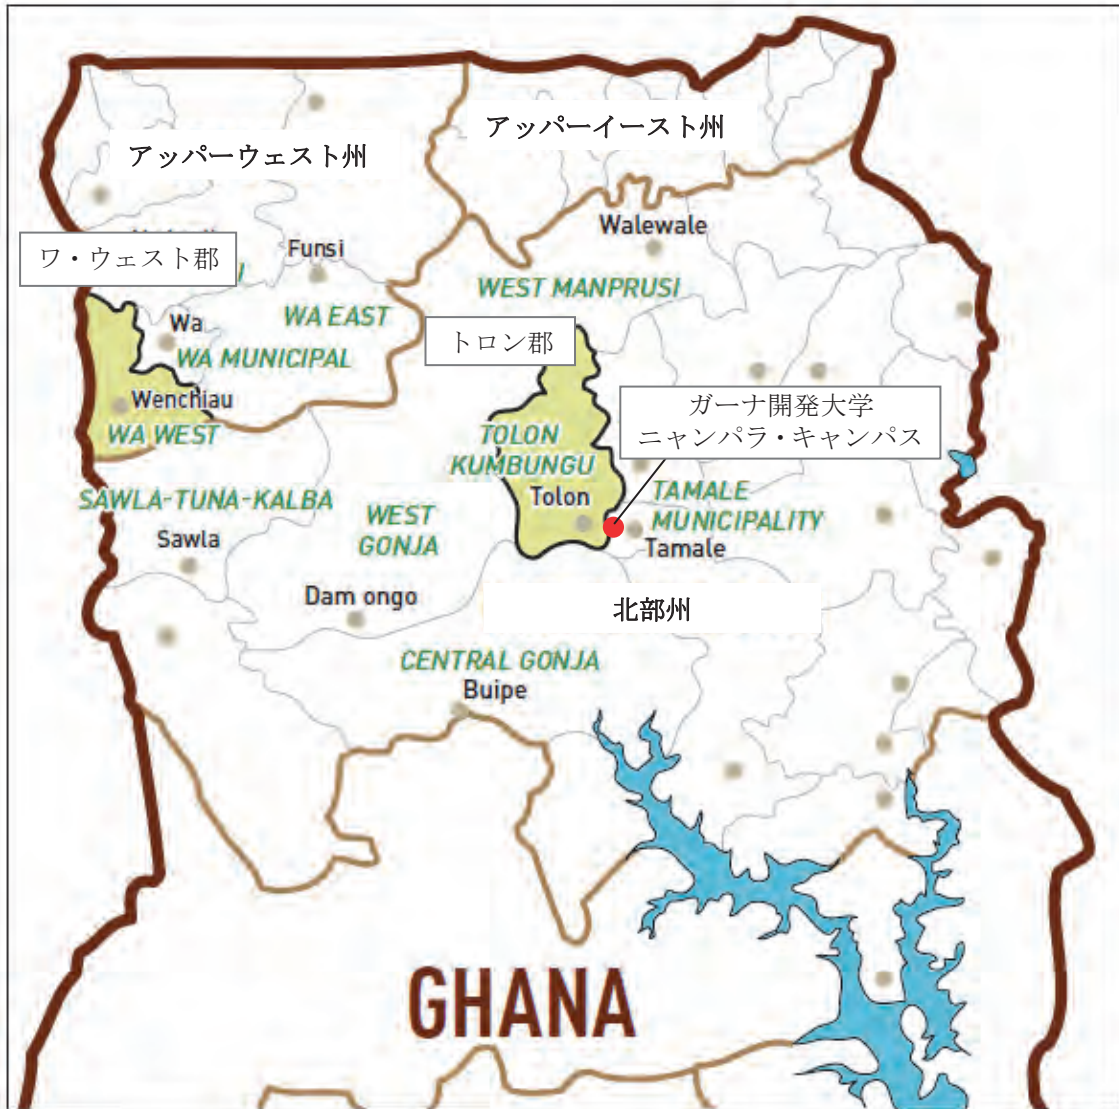 アッパーウェスト州
アッパーイースト州
Walewale
ワ・ウェスト郡
Funsi
WEST MANPRUSI
WA EAST
Wa
トロン郡
WA MUNICIPAL
Wenchiau
WA WEST
ガーナ開発大学
ニャンパラ・キャンパス
TOLON
KUMBUNGU
Tolon
SAWLA-TUNA-KALBA
WEST
GONJA
TAMALE
MUNICIPALITY
Sawla
Tamale
Dam ongo
北部州
CENTRAL GONJA
Buipe
GHANA